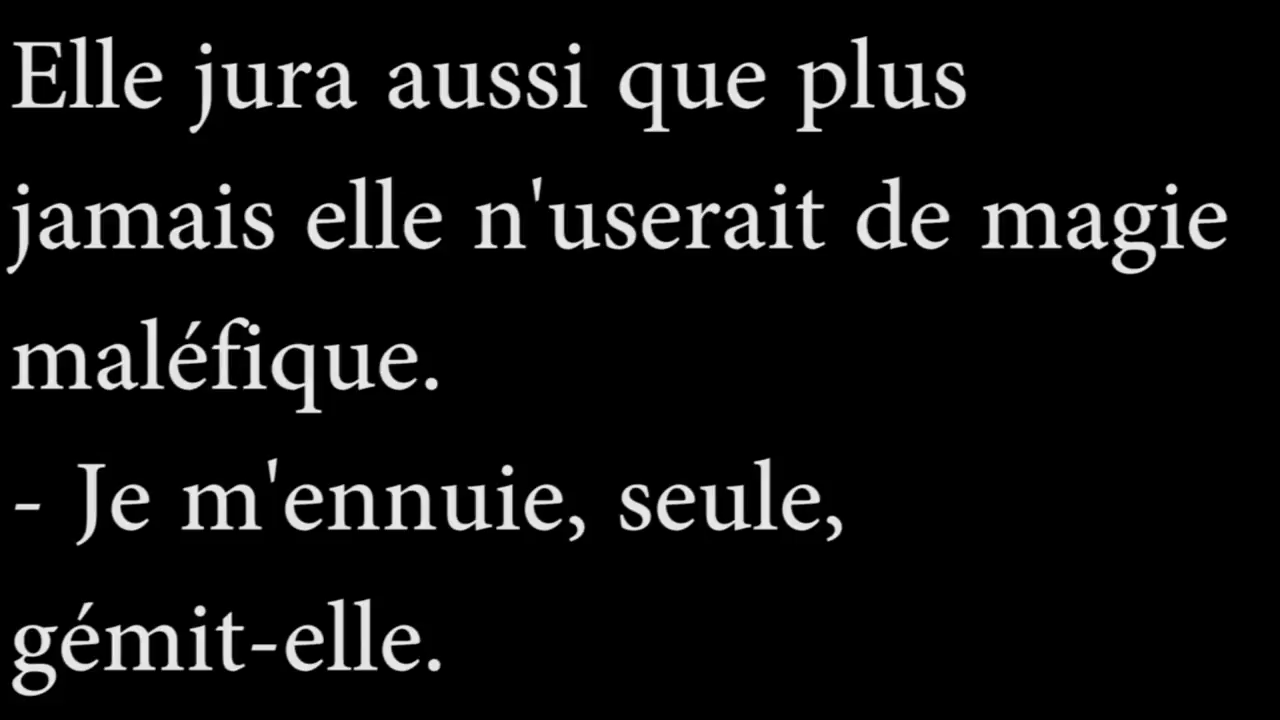 Elle jura aussi que plus
jamais elle n'userait de magie
maléfique.
- Je m'ennuie, seule,
gémit-elle.